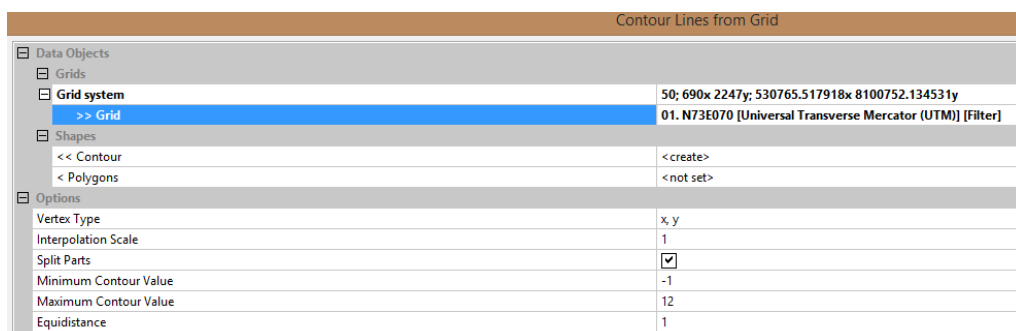 Contour Lines from Grid
Data Objects
Grids
Grid system 50; 690x 2247y; 530765.517918x 8100752.134531y
>> Grid 01. N73E070 [Universal Transverse Mercator (UTM)] [Filter]
Shapes
<< Contour <create>
< Polygons <not set>
Options
Vertex Type x, y
Interpolation Scale 1
Split Parts
Minimum Contour Value -1
Maximum Contour Value 12
Equidistance 1